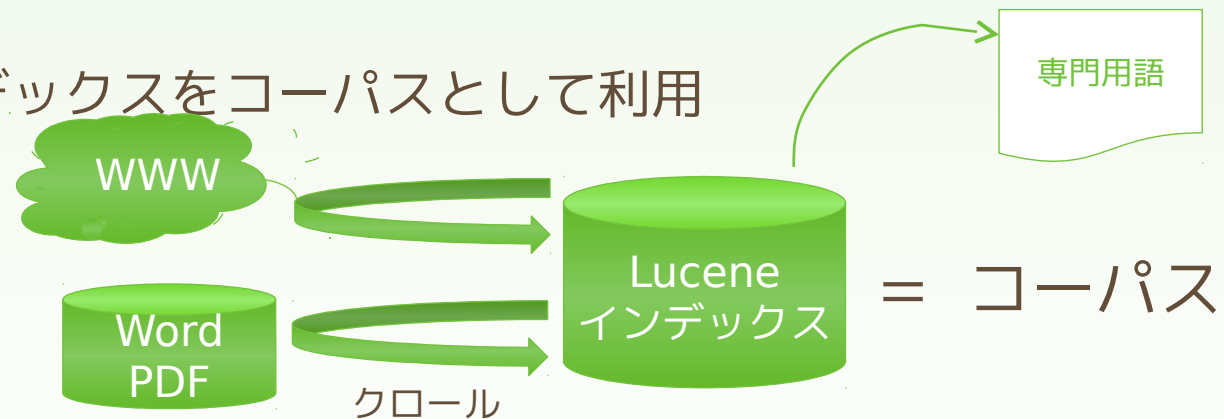 デックスをコーパスとして利用
専門用語
WWW
Lucene
インデックス
= コーパス
Word
PDF
クロール